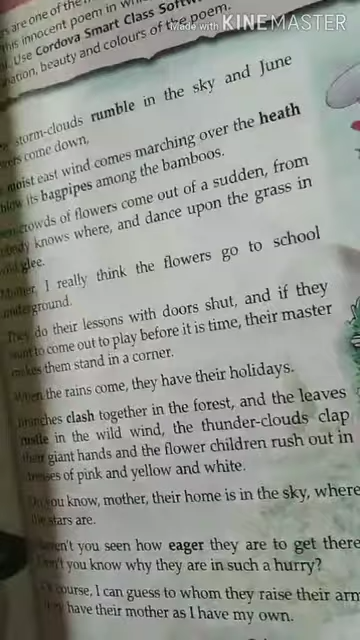 rs are one of the
this innocent poem in wh
Use Cordova Smart Class Softw
nation, beauty and colours of the poem.
Made with KINEMASTER
storm-clouds rumble in the sky and June
come down,
moist east wind comes marching over the heath
blow its bagpipes among the bamboos.
crowds of flowers come out of a sudden, from
knows where, and dance upon the grass in
glee.
Mother, I really think the flowers go to school
underground.
They do their lessons with doors shut, and if they
want to come out to play before it is time, their master
makes them stand in a corner.
When the rains come, they have their holidays.
Branches clash together in the forest, and the leaves
rustle in the wild wind, the thunder-clouds clap
their giant hands and the flower children rush out in
dresses of pink and yellow and white.
you know, mother, their home is in the sky, where
the stars are.
Haven't you seen how eager they are to get there
Don't you know why they are in such a hurry?
course, I can guess to whom they raise their arm
they have their mother as I have my own.